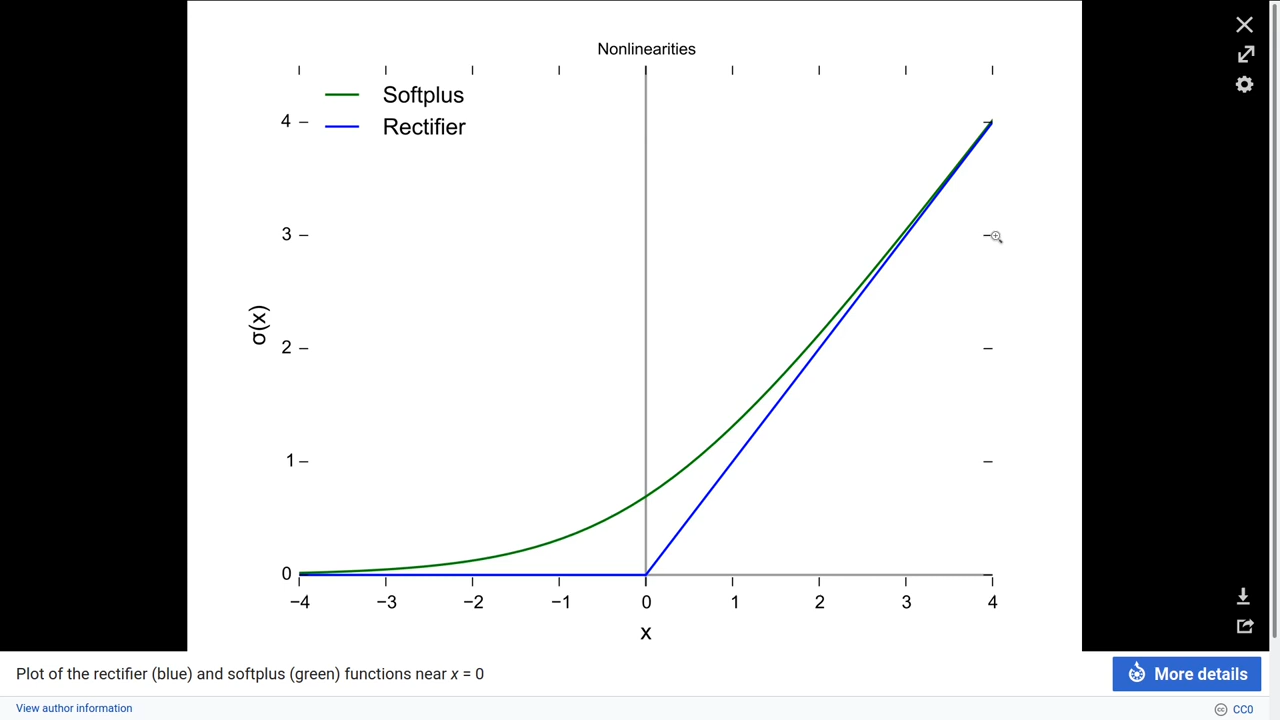 Nonlinearities
Softplus
Rectifier
4
3
2
1
0
σ(x)
−4 −3 −2 −1 0 1 2 3 4
x
Plot of the rectifier (blue) and softplus (green) functions near x = 0
More details
View author information
cc CC0